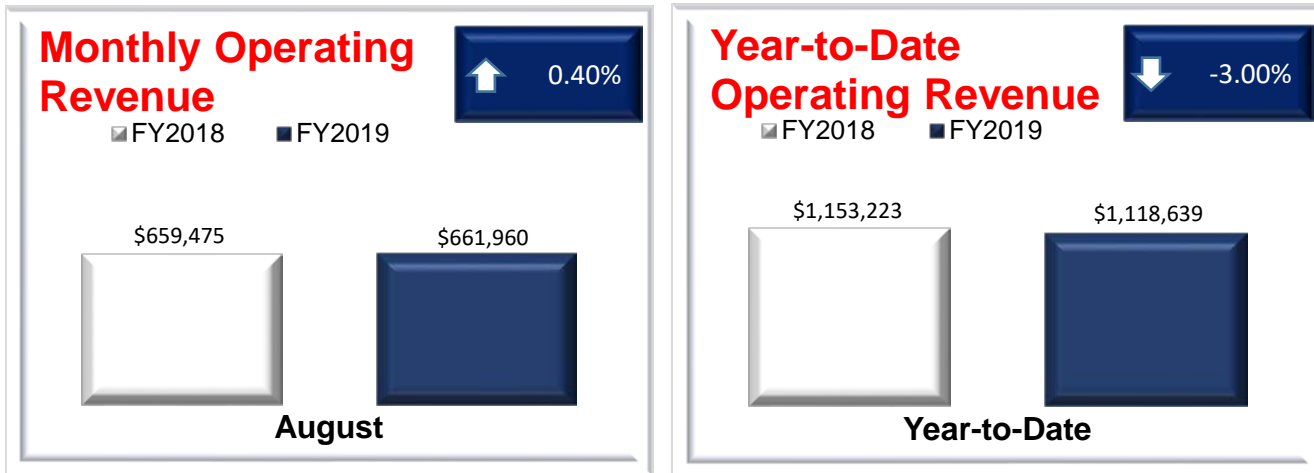 Monthly Operating
Revenue
0.40%
FY2018 FY2019
$659,475
$661,960
August
Year-to-Date
Operating Revenue
-3.00%
FY2018 FY2019
$1,153,223
$1,118,639
Year-to-Date